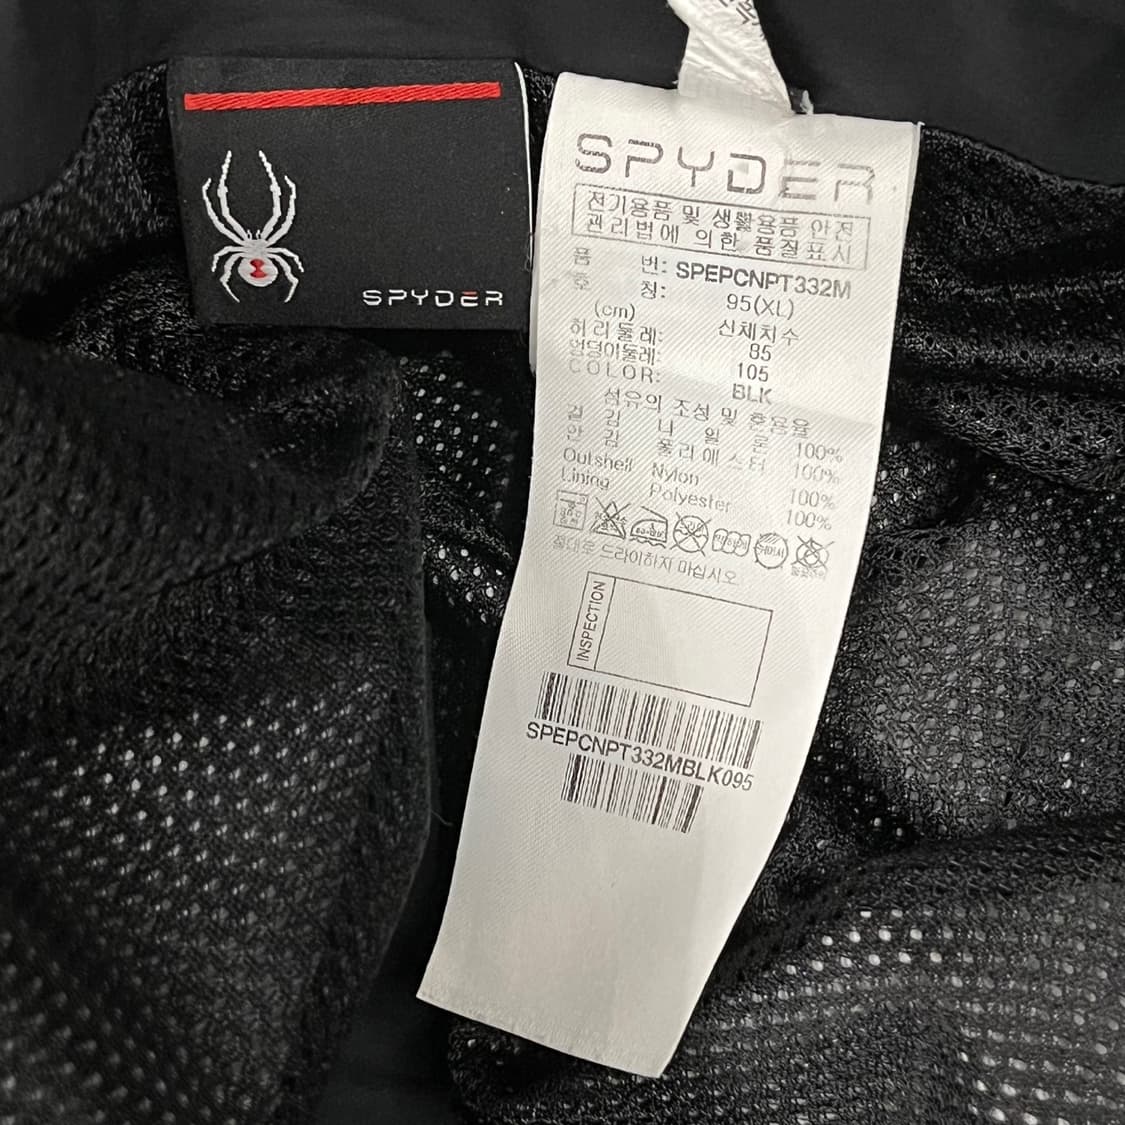 SPYDER
SPYDER
전기용품 및 생활용품 안전
관리법에 의한 품질표시
품 번: SPEPCNPT332M
호 칭: 95(XL)
(cm) 신체치수
허리둘레: 85
엉덩이둘레: 105
COLOR: BLK
섬유의 조성 및 혼용율
겉 감 나 일 론 100%
안 감 폴리에스터 100%
Outshell Nylon 100%
Lining Polyester 100%
절대로 드라이하지 마십시오
INSPECTION
SPEPCNPT332MBLK095